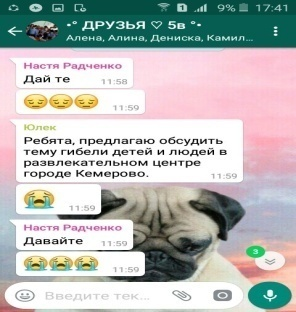 9% 17:41
•° ДРУЗЬЯ ♡ 5в °•
Алена, Алина, Дениска, Камил...
Настя Радченко
Дай те
11:58
😔😔😔
11:59
Юлек
Ребята, предлагаю обсудить
тему гибели детей и людей в
развлекательном центре
городе Кемерово.
11:59
😭
11:59
Настя Радченко
Давайте
11:59
😭😭😭
11:59
3
Введите тек...